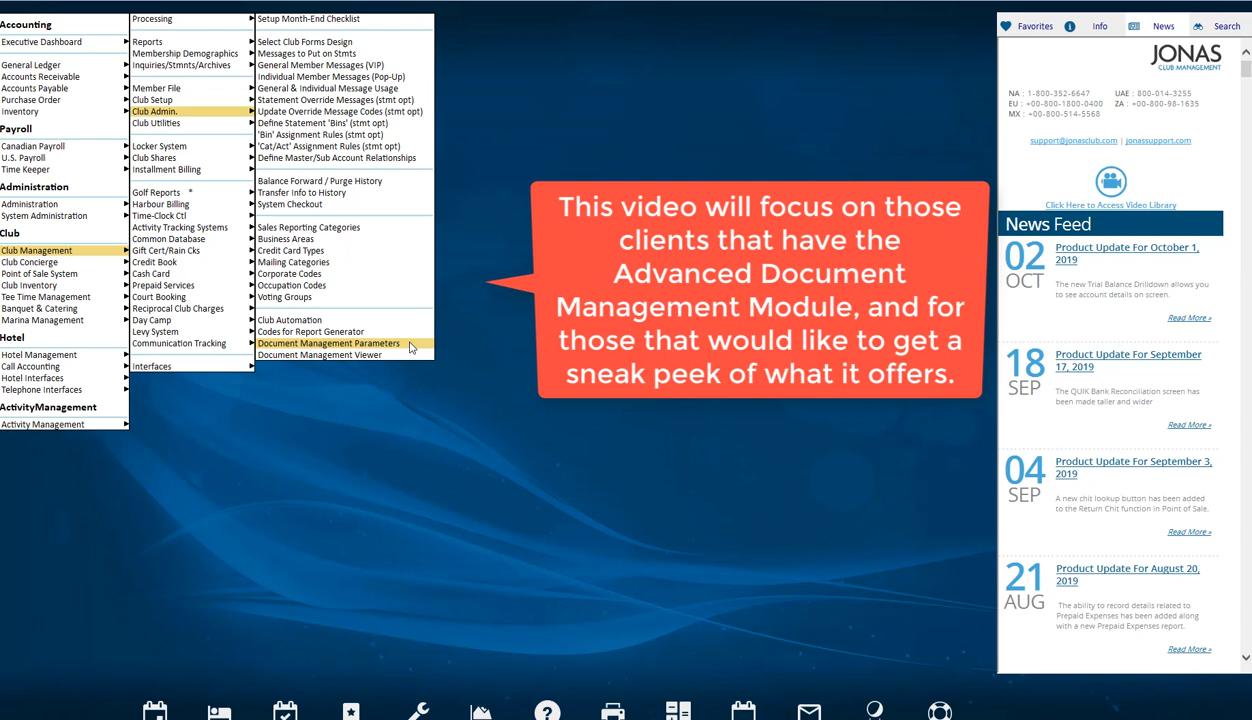 Accounting
Executive Dashboard
General Ledger
Accounts Receivable
Accounts Payable
Purchase Order
Inventory
Payroll
Canadian Payroll
U.S. Payroll
Time Keeper
Administration
Administration
System Administration
Club
Club Management
Club Concierge
Point of Sale System
Club Inventory
Tee Time Management
Banquet & Catering
Marina Management
Hotel
Hotel Management
Call Accounting
Hotel Interfaces
Telephone Interfaces
ActivityManagement
Activity Management
Processing
Reports
Membership Demographics
Inquiries/Stmnts/Archives
Member File
Club Setup
Club Admin.
Club Utilities
Locker System
Club Shares
Installment Billing
Golf Reports *
Harbour Billing
Time-Clock Ctl
Activity Tracking Systems
Common Database
Gift Cert/Rain Cks
Credit Book
Cash Card
Prepaid Services
Court Booking
Reciprocal Club Charges
Day Camp
Levy System
Communication Tracking
Interfaces
Setup Month-End Checklist
Select Club Forms Design
Messages to Put on Stmts
General Member Messages (VIP)
Individual Member Messages (Pop-Up)
General & Individual Message Usage
Statement Override Messages (stmt opt)
Update Override Message Codes (stmt opt)
Define Statement 'Bins' (stmt opt)
'Bin' Assignment Rules (stmt opt)
'Cat/Act' Assignment Rules (stmt opt)
Define Master/Sub Account Relationships
Balance Forward / Purge History
Transfer Info to History
System Checkout
Sales Reporting Categories
Business Areas
Credit Card Types
Mailing Categories
Corporate Codes
Occupation Codes
Voting Groups
Club Automation
Codes for Report Generator
Document Management Parameters
Document Management Viewer
This video will focus on those
clients that have the
Advanced Document
Management Module, and for
those that would like to get a
sneak peek of what it offers.
Favorites Info News Search
JONAS
CLUB MANAGEMENT
NA : 1-800-352-6647 UAE : 800-014-3255
EU : +00-800-1800-0400 ZA : +00-800-98-1635
MX : +00-800-514-5568
support@jonasclub.com | jonassupport.com
Click Here to Access Video Library
News Feed
02
OCT
Product Update For October 1,
2019
The new Trial Balance Drilldown allows you
to see account details on screen.
Read More »
18
SEP
Product Update For September
17, 2019
The QUIK Bank Reconciliation screen has
been made taller and wider
Read More »
04
SEP
Product Update For September 3,
2019
A new chit lookup button has been added
to the Return Chit function in Point of Sale.
Read More »
21
AUG
Product Update For August 20,
2019
The ability to record details related to
Prepaid Expenses has been added along
with a new Prepaid Expenses report.
Read More »